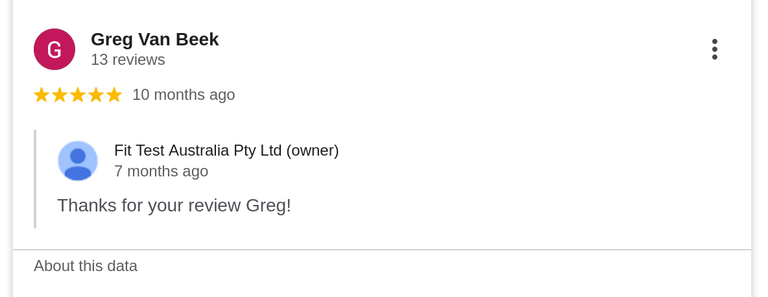 G
Greg Van Beek
13 reviews
10 months ago
Fit Test Australia Pty Ltd (owner)
7 months ago
Thanks for your review Greg!
About this data